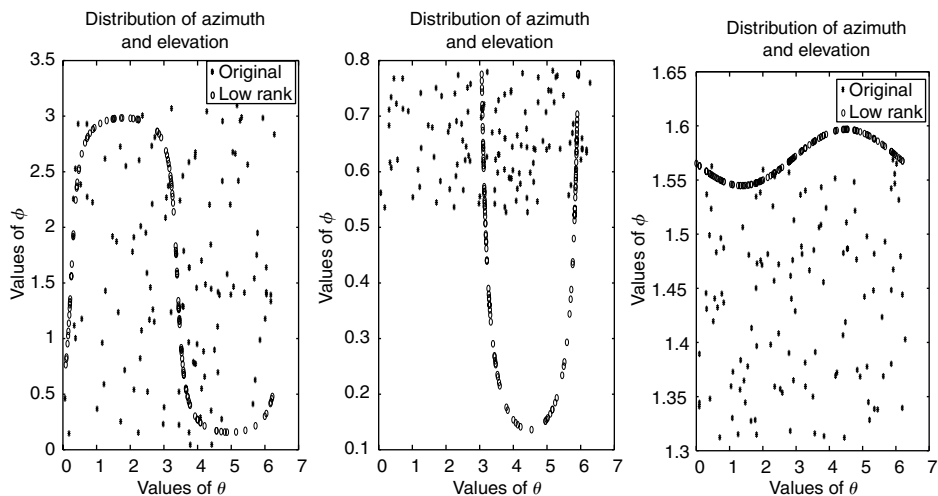 Distribution of azimuth
and elevation
3.5
3
2.5
2
1.5
1
0.5
0
Values of ϕ
Original
Low rank
0 1 2 3 4 5 6 7
Values of θ
Distribution of azimuth
and elevation
0.8
0.7
0.6
0.5
0.4
0.3
0.2
0.1
Values of ϕ
0 1 2 3 4 5 6 7
Values of θ
Distribution of azimuth
and elevation
1.65
1.6
1.55
1.5
1.45
1.4
1.35
1.3
Values of ϕ
Original
Low rank
0 1 2 3 4 5 6 7
Values of θ